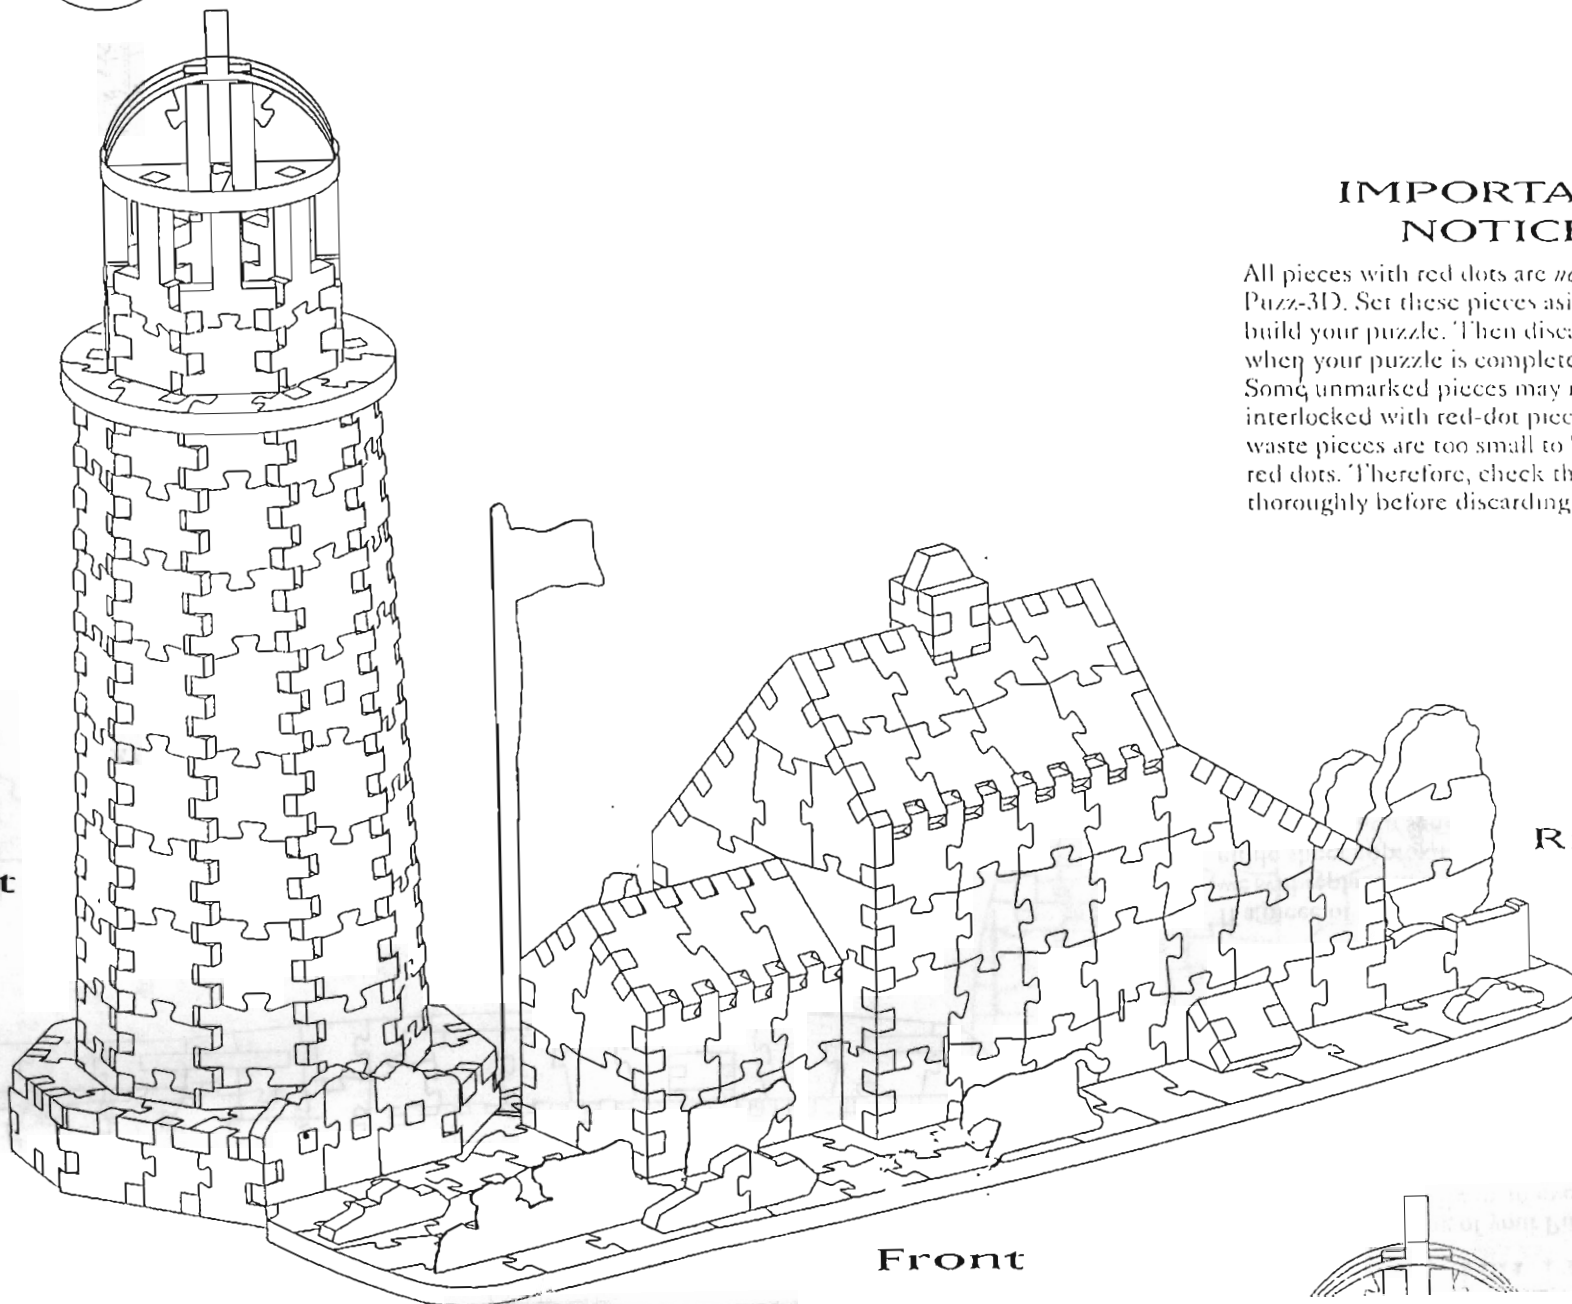 IMPORTA
NOTICE
All pieces with red dots are ne
Puzz-3D. Set these pieces asi
build your puzzle. Then disca
when your puzzle is complete
Some unmarked pieces may
interlocked with red-dot piec
waste pieces are too small to
red dots. Therefore, check th
thoroughly before discarding
t
R
Front